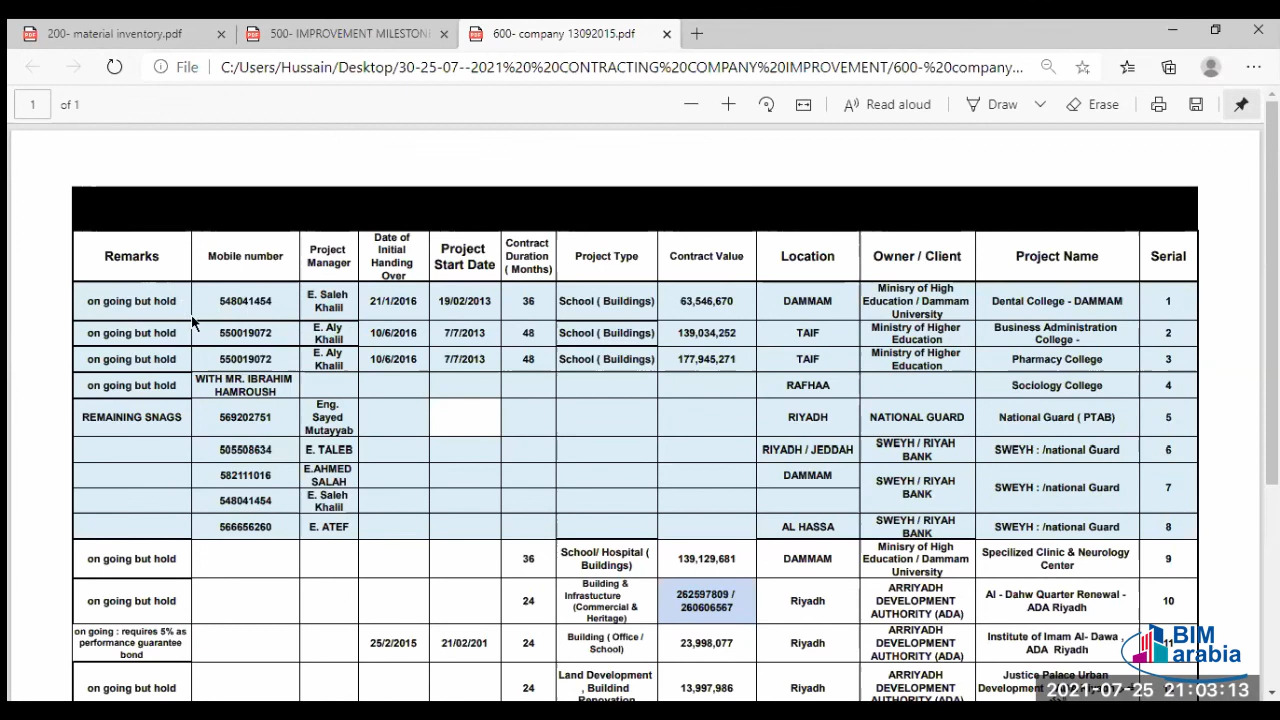 200- material inventory.pdf
500- IMPROVEMENT MILESTON
600- company 13092015.pdf
File
C:/Users/Hussain/Desktop/30-25-07--2021%20%20CONTRACTING%20COMPANY%20IMPROVEMENT/600-%20company...
1 of 1
Read aloud
Draw
Erase
Remarks
Mobile number
Project
Manager
Date of
Initial
Handing
Over
Project
Start Date
Contract
Duration
( Months)
Project Type
Contract Value
Location
Owner / Client
Project Name
Serial
on going but hold
548041454
E. Saleh
Khalil
21/1/2016
19/02/2013
36
School ( Buildings)
63,546,670
DAMMAM
Minisry of High
Education / Dammam
University
Dental College - DAMMAM
1
on going but hold
550019072
E. Aly
Khalil
10/6/2016
7/7/2013
48
School ( Buildings)
139,034,252
TAIF
Ministry of Higher
Education
Business Administration
College -
2
on going but hold
550019072
E. Aly
Khalil
10/6/2016
7/7/2013
48
School ( Buildings)
177,945,271
TAIF
Ministry of Higher
Education
Pharmacy College
3
on going but hold
WITH MR. IBRAHIM
HAMROUSH
RAFHAA
Sociology College
4
REMAINING SNAGS
569202751
Eng.
Sayed
Mutayyab
RIYADH
NATIONAL GUARD
National Guard ( PTAB)
5
505508634
E. TALEB
RIYADH / JEDDAH
SWEYH / RIYAH
BANK
SWEYH : /national Guard
6
582111016
E.AHMED
SALAH
DAMMAM
SWEYH / RIYAH
BANK
SWEYH : /national Guard
7
548041454
E. Saleh
Khalil
566656260
E. ATEF
AL HASSA
SWEYH / RIYAH
BANK
SWEYH : /national Guard
8
on going but hold
36
School/ Hospital (
Buildings)
139,129,681
DAMMAM
Minisry of High
Education / Dammam
University
Specilized Clinic & Neurology
Center
9
on going but hold
24
Building &
Infrastucture
(Commercial &
Heritage)
262597809 /
260606567
Riyadh
ARRIYADH
DEVELOPMENT
AUTHORITY (ADA)
Al - Dahw Quarter Renewal -
ADA Riyadh
10
on going : requires 5% as
performance guarantee
bond
25/2/2015
21/02/201
24
Building ( Office /
School)
23,998,077
Riyadh
ARRIYADH
DEVELOPMENT
AUTHORITY (ADA)
Institute of Imam Al- Dawa ,
ADA Riyadh
11
on going but hold
24
Land Development
, Buildind
Renovation
13,997,986
Riyadh
ARRIYADH
DEVELOPMENT
AUTHORITY (ADA)
Justice Palace Urban
BIM
arabia
2021-07-25 21:03:13